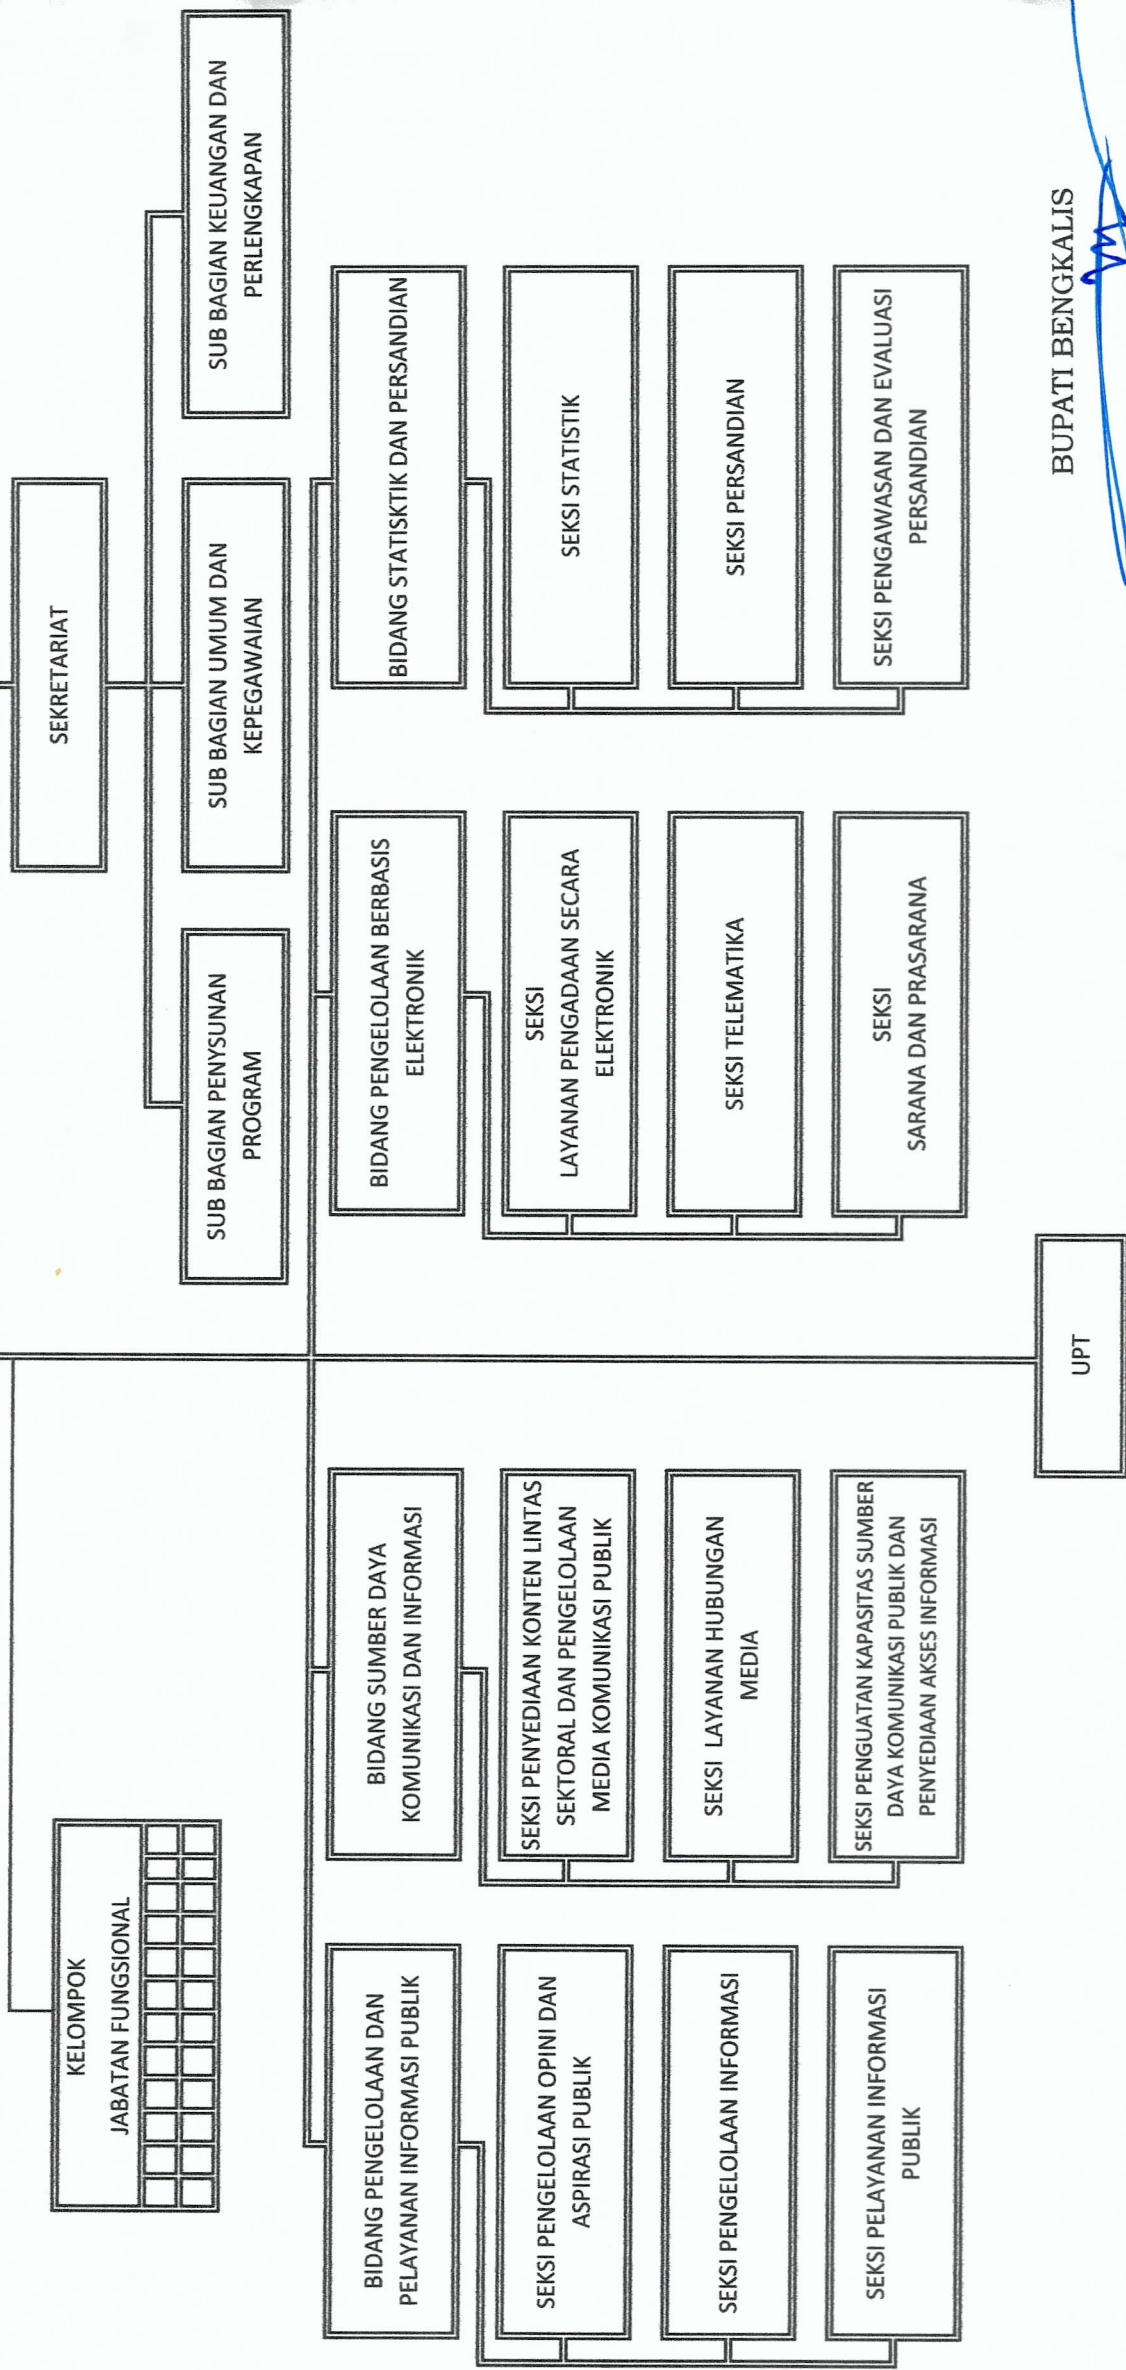 SEKRETARIAT
KELOMPOK
JABATAN FUNGSIONAL
SUB BAGIAN PENYSUNAN
PROGRAM
SUB BAGIAN UMUM DAN
KEPEGAWAIAN
SUB BAGIAN KEUANGAN DAN
PERLENGKAPAN
BIDANG PENGELOLAAN DAN
PELAYANAN INFORMASI PUBLIK
BIDANG SUMBER DAYA
KOMUNIKASI DAN INFORMASI
BIDANG PENGELOLAAN BERBASIS
ELEKTRONIK
BIDANG STATISKTIK DAN PERSANDIAN
SEKSI PENGELOLAAN OPINI DAN
ASPIRASI PUBLIK
SEKSI PENYEDIAAN KONTEN LINTAS
SEKTORAL DAN PENGELOLAAN
MEDIA KOMUNIKASI PUBLIK
SEKSI
LAYANAN PENGADAAN SECARA
ELEKTRONIK
SEKSI STATISTIK
SEKSI PENGELOLAAN INFORMASI
SEKSI LAYANAN HUBUNGAN
MEDIA
SEKSI TELEMATIKA
SEKSI PERSANDIAN
SEKSI PELAYANAN INFORMASI
PUBLIK
SEKSI PENGUATAN KAPASITAS SUMBER
DAYA KOMUNIKASI PUBLIK DAN
PENYEDIAAN AKSES INFORMASI
SEKSI
SARANA DAN PRASARANA
SEKSI PENGAWASAN DAN EVALUASI
PERSANDIAN
UPT
BUPATI BENGKALIS